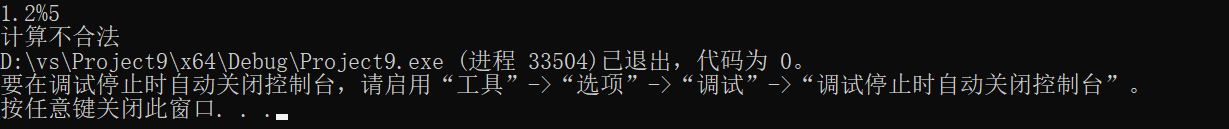 1.2%5
计算不合法
D:\vs\Project9\x64\Debug\Project9.exe (进程 33504)已退出，代码为 0。
要在调试停止时自动关闭控制台，请启用“工具”->“选项”->“调试”->“调试停止时自动关闭控制台”。
按任意键关闭此窗口. . .